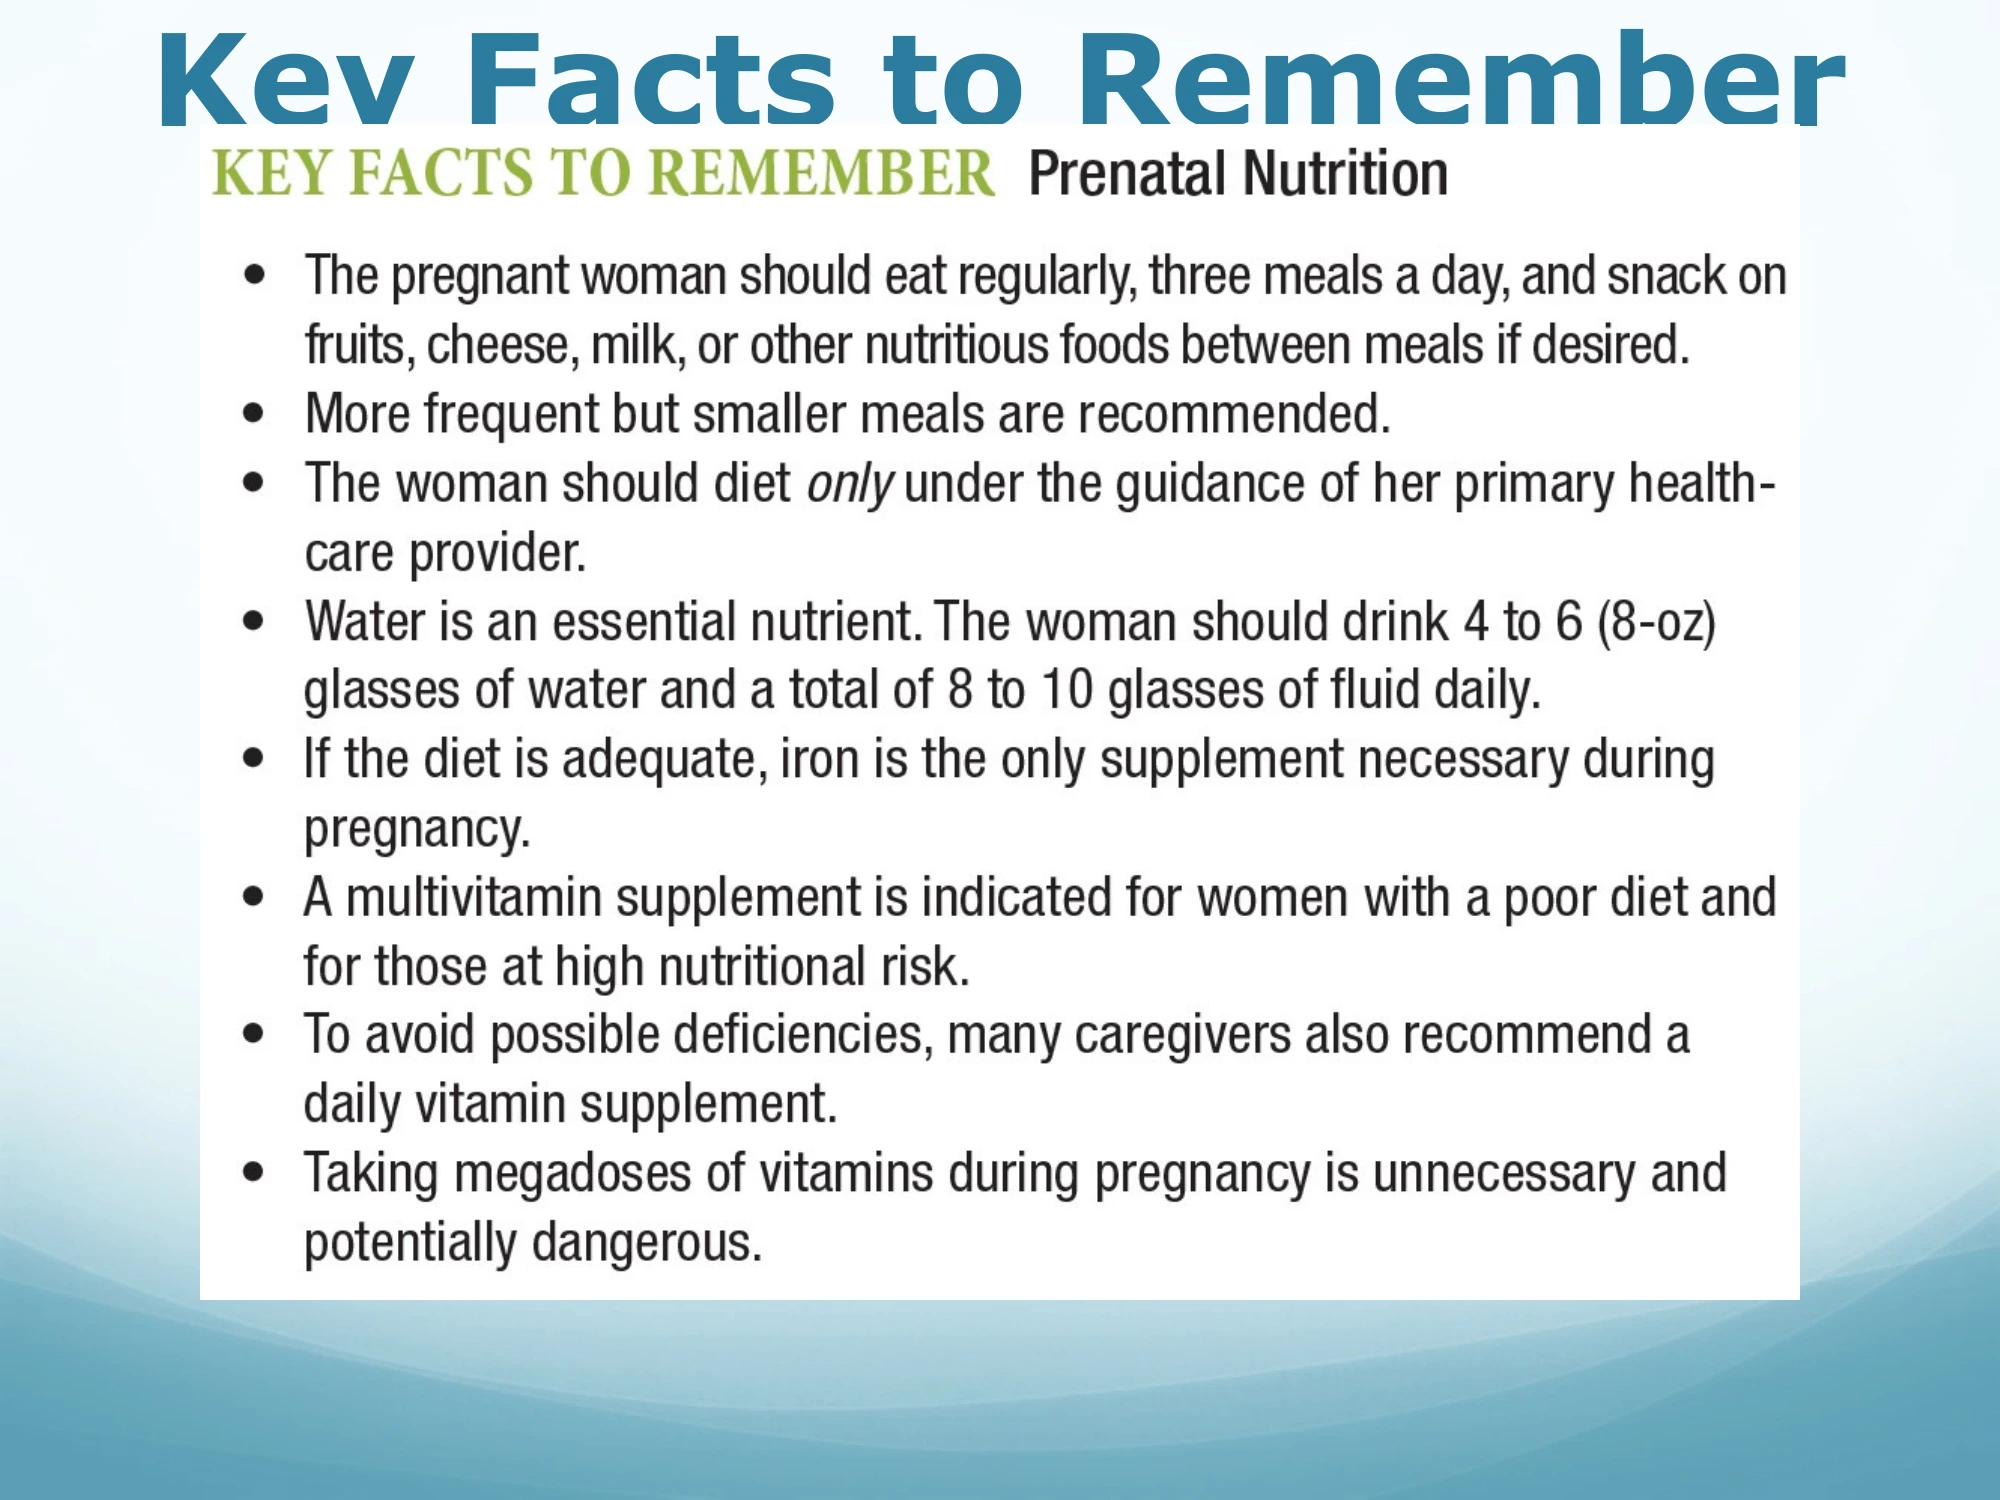 Key Facts to Remember
KEY FACTS TO REMEMBER Prenatal Nutrition
• The pregnant woman should eat regularly, three meals a day, and snack on
fruits, cheese, milk, or other nutritious foods between meals if desired.
• More frequent but smaller meals are recommended.
• The woman should diet only under the guidance of her primary health-
care provider.
• Water is an essential nutrient. The woman should drink 4 to 6 (8-oz)
glasses of water and a total of 8 to 10 glasses of fluid daily.
• If the diet is adequate, iron is the only supplement necessary during
pregnancy.
• A multivitamin supplement is indicated for women with a poor diet and
for those at high nutritional risk.
• To avoid possible deficiencies, many caregivers also recommend a
daily vitamin supplement.
• Taking megadoses of vitamins during pregnancy is unnecessary and
potentially dangerous.